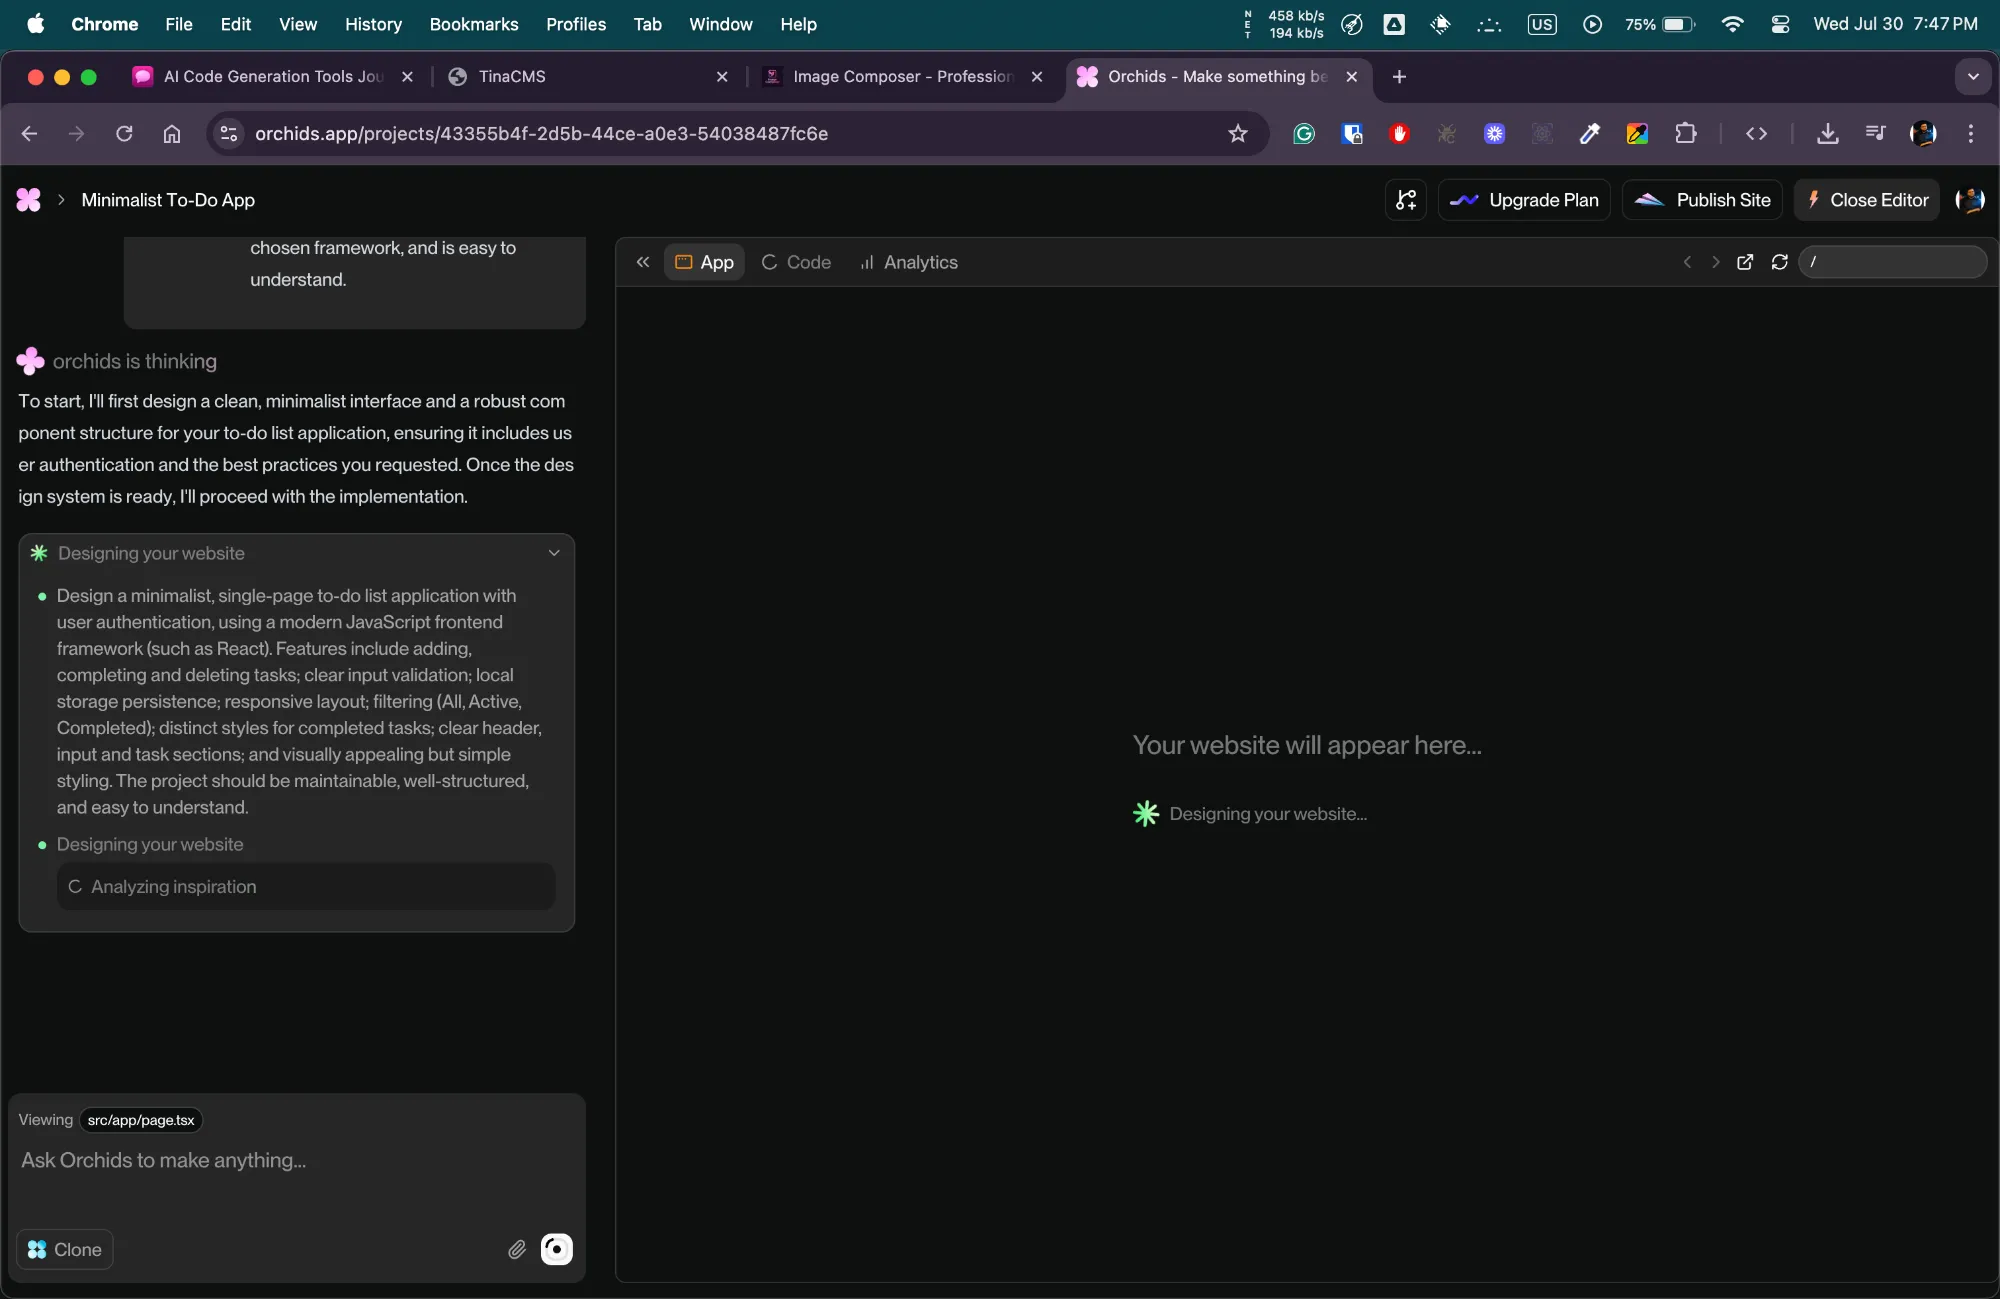 Chrome File Edit View History Bookmarks Profiles Tab Window Help
NET 458 kb/s
194 kb/s
US 75% Wed Jul 30 7:47 PM
AI Code Generation Tools Jou
TinaCMS
Image Composer - Profession
Orchids - Make something be
orchids.app/projects/43355b4f-2d5b-44ce-a0e3-54038487fc6e
Minimalist To-Do App
Upgrade Plan
Publish Site
Close Editor
chosen framework, and is easy to
understand.
orchids is thinking
To start, I'll first design a clean, minimalist interface and a robust com
ponent structure for your to-do list application, ensuring it includes us
er authentication and the best practices you requested. Once the des
ign system is ready, I'll proceed with the implementation.
Designing your website
Design a minimalist, single-page to-do list application with
user authentication, using a modern JavaScript frontend
framework (such as React). Features include adding,
completing and deleting tasks; clear input validation; local
storage persistence; responsive layout; filtering (All, Active,
Completed); distinct styles for completed tasks; clear header,
input and task sections; and visually appealing but simple
styling. The project should be maintainable, well-structured,
and easy to understand.
Designing your website
Analyzing inspiration
Viewing src/app/page.tsx
Ask Orchids to make anything...
Clone
App
Code
Analytics
/
Your website will appear here...
Designing your website...